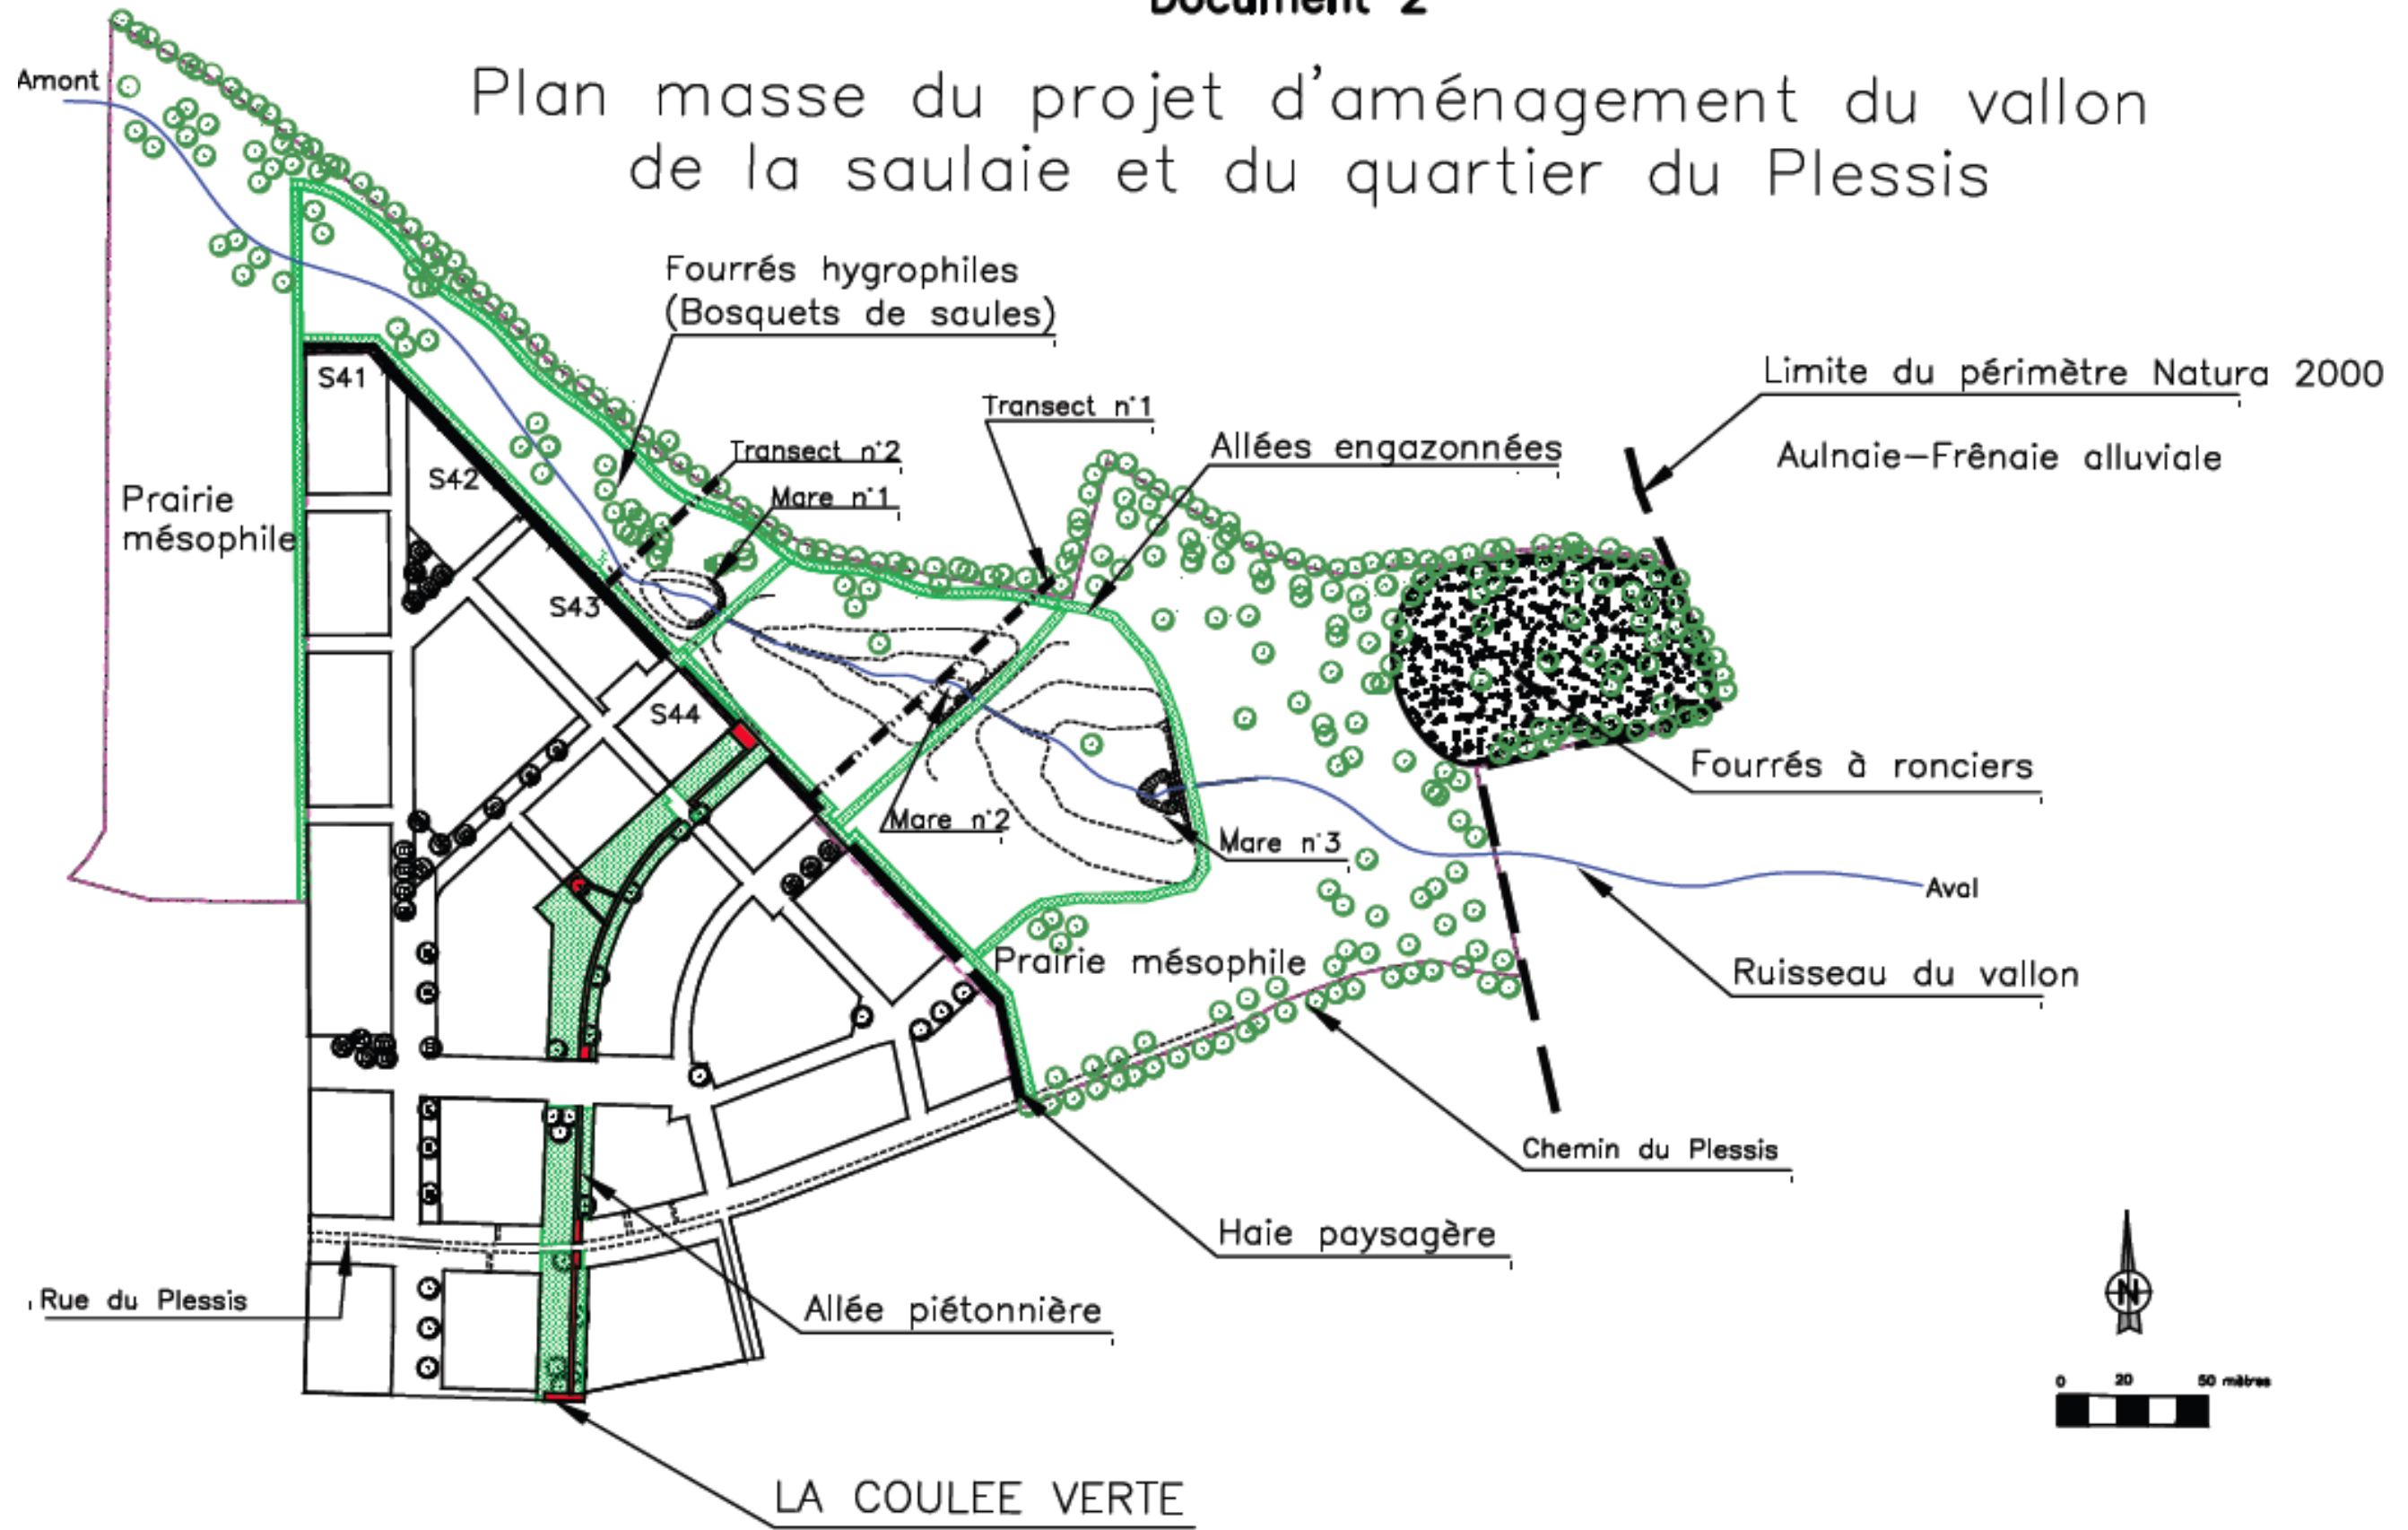 Document 2
Plan masse du projet d'aménagement du vallon
de la saulaie et du quartier du Plessis
Amont
Fourrés hygrophiles
(Bosquets de saules)
Limite du périmètre Natura 2000
S41
Transect n°1
Allées engazonnées
Aulnaie-Frênaie alluviale
Transect n°2
S42
Mare n°1
Prairie
mésophile
S43
S44
Fourrés à ronciers
Mare n°2
Mare n°3
Aval
Prairie mésophile
Ruisseau du vallon
Chemin du Plessis
Haie paysagère
N
Rue du Plessis
Allée piétonnière
0 20 50 mètres
LA COULEE VERTE